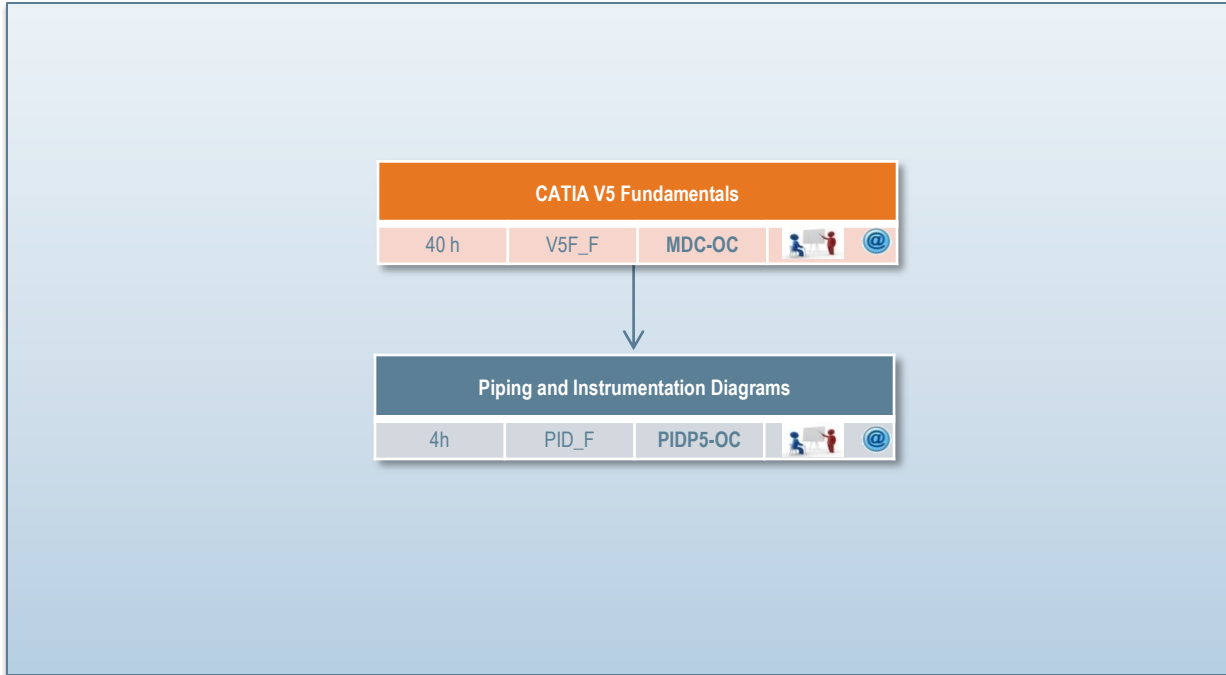 CATIA V5 Fundamentals
40 h V5F_F MDC-OC @
Piping and Instrumentation Diagrams
4h PID_F PIDP5-OC @